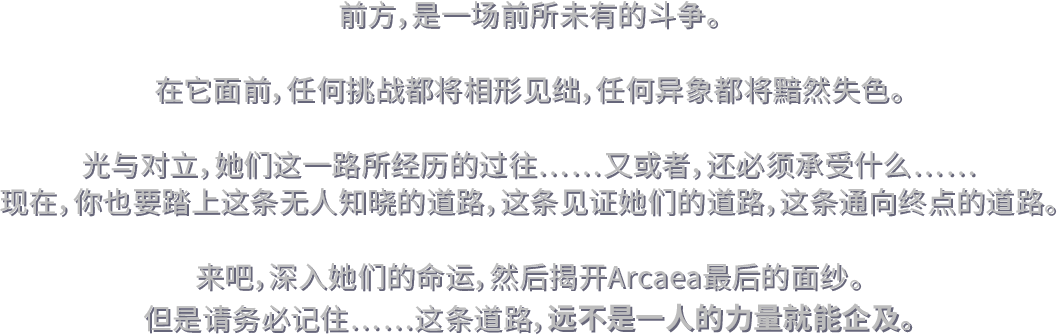 前方，是一场前所未有的斗争。
在它面前，任何挑战都将相形见绌，任何异象都将黯然失色。
光与对立，她们这一路所经历的过往……又或者，还必须承受什么……
现在，你也要踏上这条无人知晓的道路，这条见证她们的道路，这条通向终点的道路。
来吧，深入她们的命运，然后揭开Arcaea最后的面纱。
但是请务必记住……这条道路，远不是一人的力量就能企及。